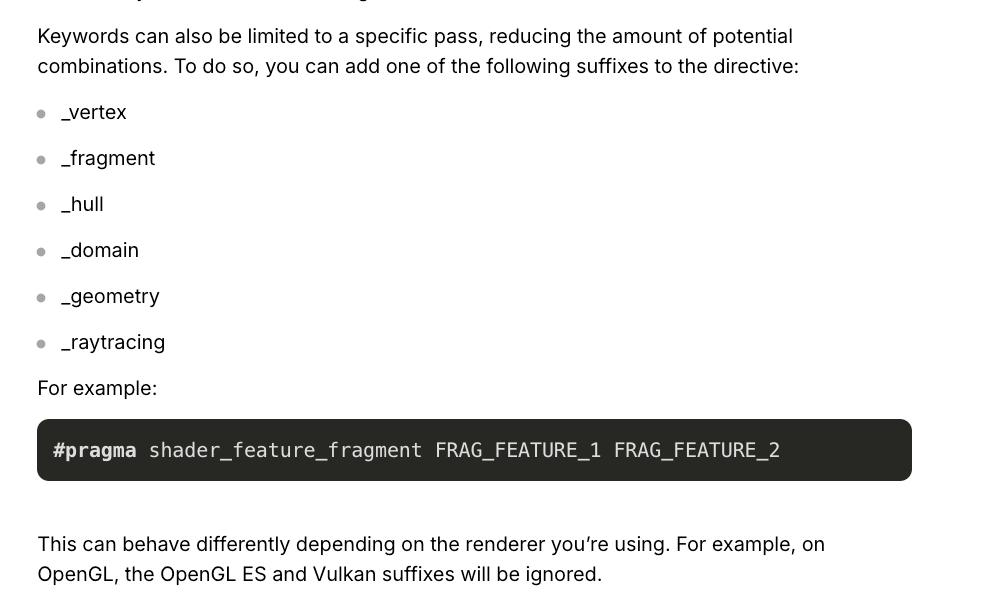 Keywords can also be limited to a specific pass, reducing the amount of potential
combinations. To do so, you can add one of the following suffixes to the directive:
_vertex
_fragment
_hull
_domain
_geometry
_raytracing
For example:
#pragma shader_feature_fragment FRAG_FEATURE_1 FRAG_FEATURE_2
This can behave differently depending on the renderer you’re using. For example, on
OpenGL, the OpenGL ES and Vulkan suffixes will be ignored.